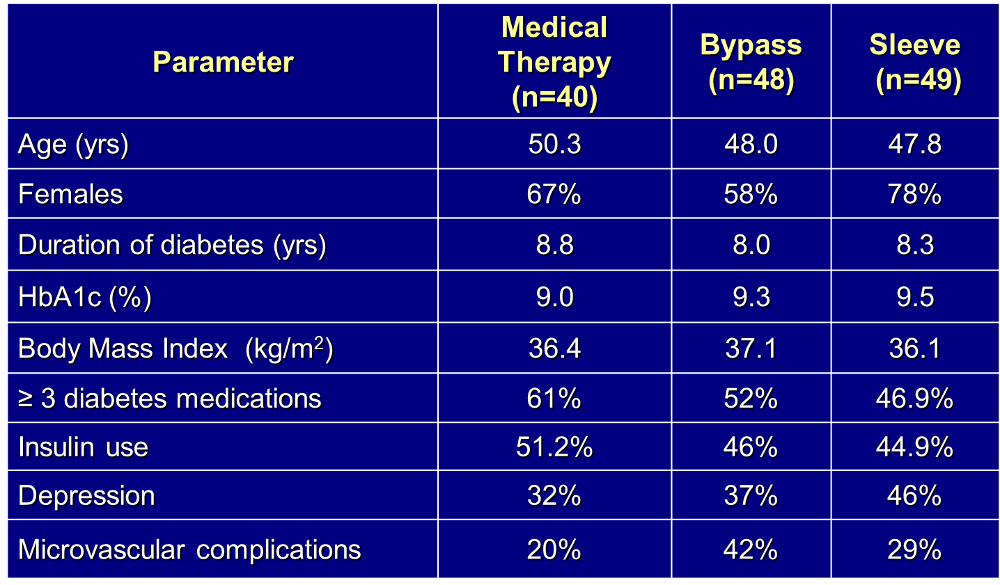 Parameter Medical Therapy (n=40) Bypass (n=48) Sleeve (n=49)
Age (yrs) 50.3 48.0 47.8
Females 67% 58% 78%
Duration of diabetes (yrs) 8.8 8.0 8.3
HbA1c (%) 9.0 9.3 9.5
Body Mass Index (kg/m²) 36.4 37.1 36.1
≥ 3 diabetes medications 61% 52% 46.9%
Insulin use 51.2% 46% 44.9%
Depression 32% 37% 46%
Microvascular complications 20% 42% 29%